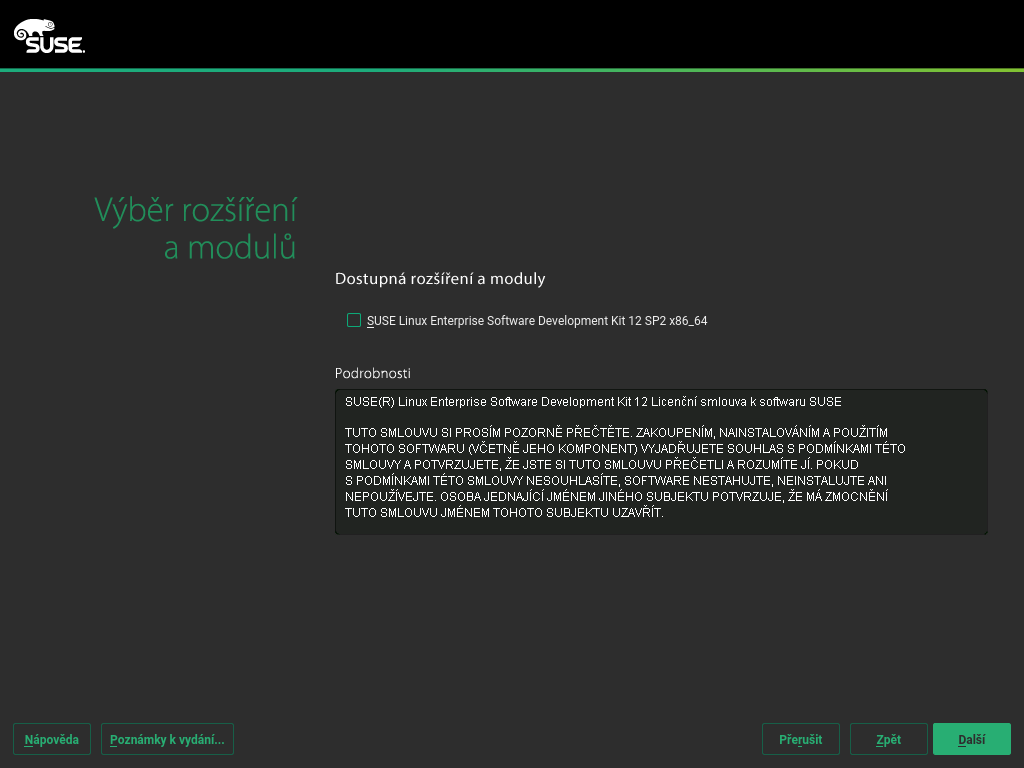 SUSE.
Výběr rozšíření
a modulů
Dostupná rozšíření a moduly
SUSE Linux Enterprise Software Development Kit 12 SP2 x86_64
Podrobnosti
SUSE(R) Linux Enterprise Software Development Kit 12 Licenční smlouva k softwaru SUSE
TUTO SMLOUVU SI PROSÍM POZORNĚ PŘEČTĚTE. ZAKOUPENÍM, NAINSTALOVÁNÍM A POUŽITÍM
TOHOTO SOFTWARU (VČETNĚ JEHO KOMPONENT) VYJADŘUJETE SOUHLAS S PODMÍNKAMI TÉTO
SMLOUVY A POTVRZUJETE, ŽE JSTE SI TUTO SMLOUVU PŘEČETLI A ROZUMÍTE JÍ. POKUD
S PODMÍNKAMI TÉTO SMLOUVY NESOUHLASÍTE, SOFTWARE NESTAHUJTE, NEINSTALUJTE ANI
NEPOUŽÍVEJTE. OSOBA JEDNAJÍCÍ JMÉNEM JINÉHO SUBJEKTU POTVRZUJE, ŽE MÁ ZMOCNĚNÍ
TUTO SMLOUVU JMÉNEM TOHOTO SUBJEKTU UZAVŘÍT.
Nápověda
Poznámky k vydání...
Přerušit
Zpět
Další